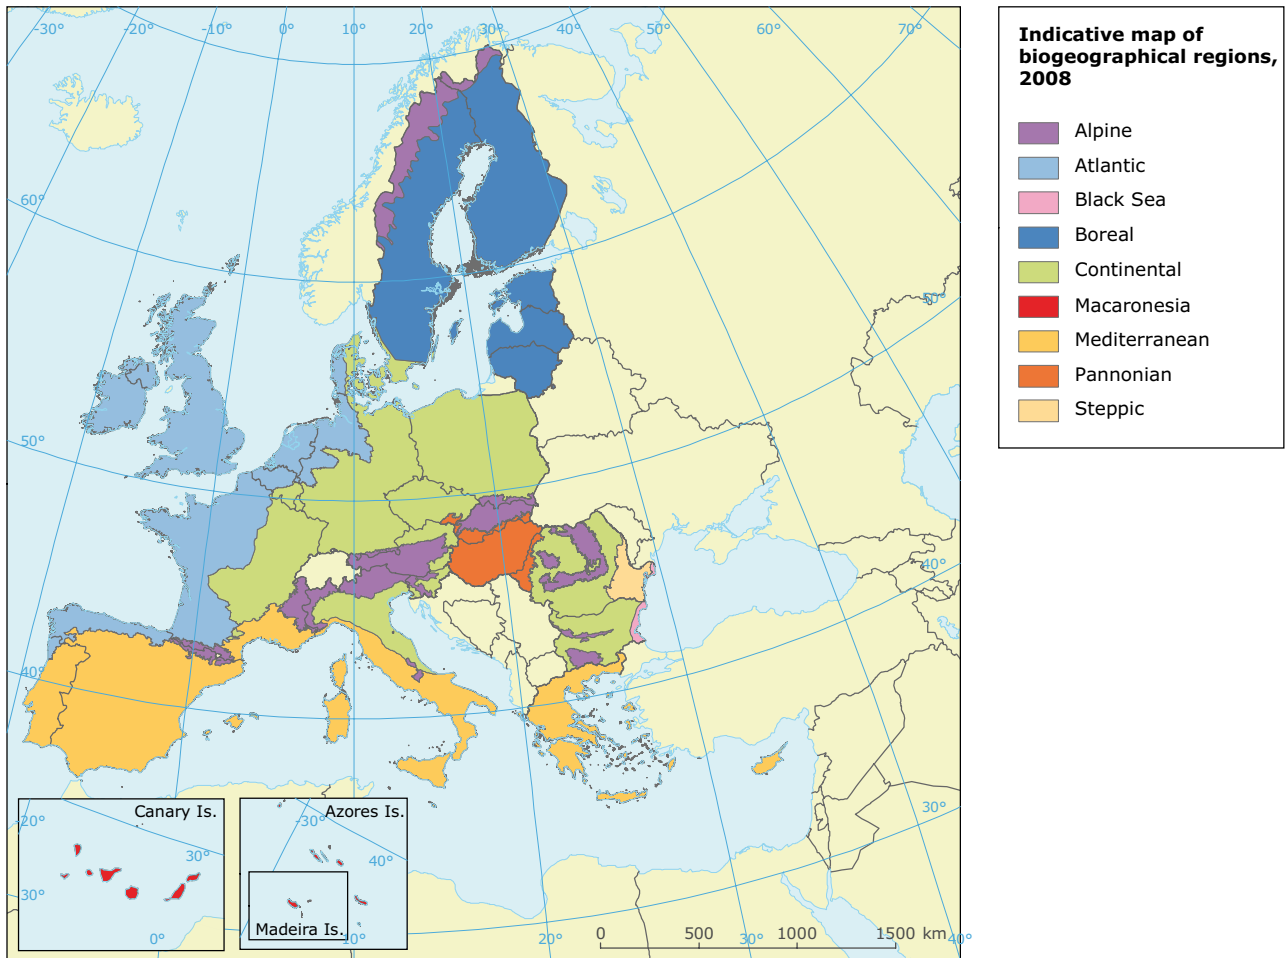 -30° -20° -10° 0° 10° 20° 30° 40° 50° 60° 70°
60°
50°
50°
40°
40°
30°
Canary Is.
-20°
30°
-30°
0°
Azores Is.
-30°
40°
Madeira Is.
10°
20°
30°
40°
0 500 1000 1500 km
Indicative map of
biogeographical regions,
2008
Alpine
Atlantic
Black Sea
Boreal
Continental
Macaronesia
Mediterranean
Pannonian
Steppic